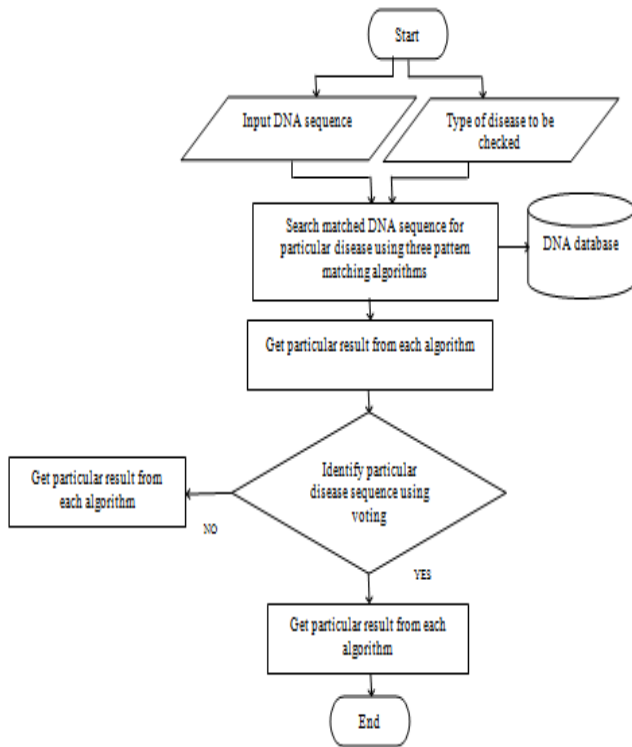 Start
Input DNA sequence
Type of disease to be
checked
Search matched DNA sequence for
particular disease using three pattern
matching algorithms
DNA database
Get particular result from each algorithm
Identify particular
disease sequence using
voting
Get particular result from
each algorithm
NO
YES
Get particular result from each
algorithm
End